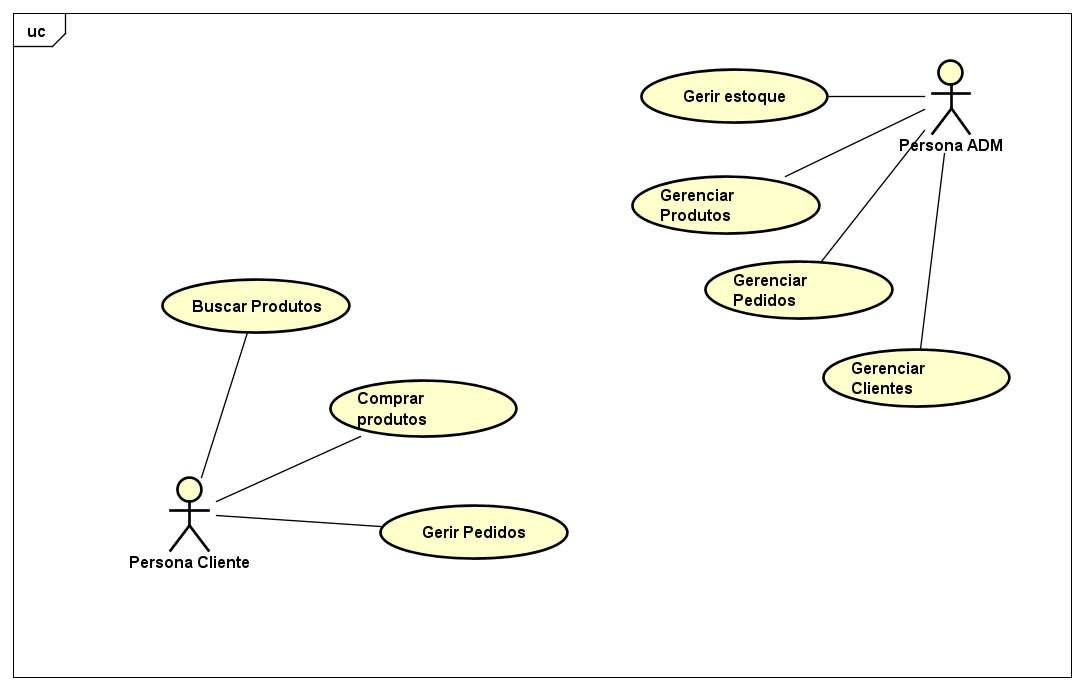 uc
Gerir estoque
Persona ADM
Gerenciar
Produtos
Gerenciar
Pedidos
Buscar Produtos
Gerenciar
Clientes
Comprar
produtos
Gerir Pedidos
Persona Cliente